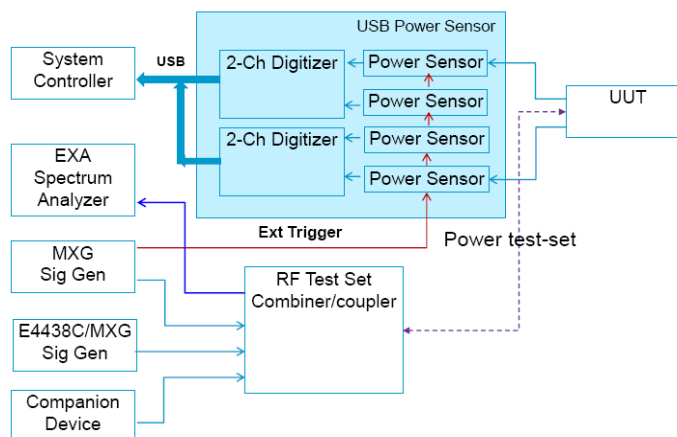 USB Power Sensor
System
Controller
USB
2-Ch Digitizer
Power Sensor
Power Sensor
UUT
2-Ch Digitizer
Power Sensor
Power Sensor
EXA
Spectrum
Analyzer
Ext Trigger
Power test-set
MXG
Sig Gen
RF Test Set
Combiner/coupler
E4438C/MXG
Sig Gen
Companion
Device